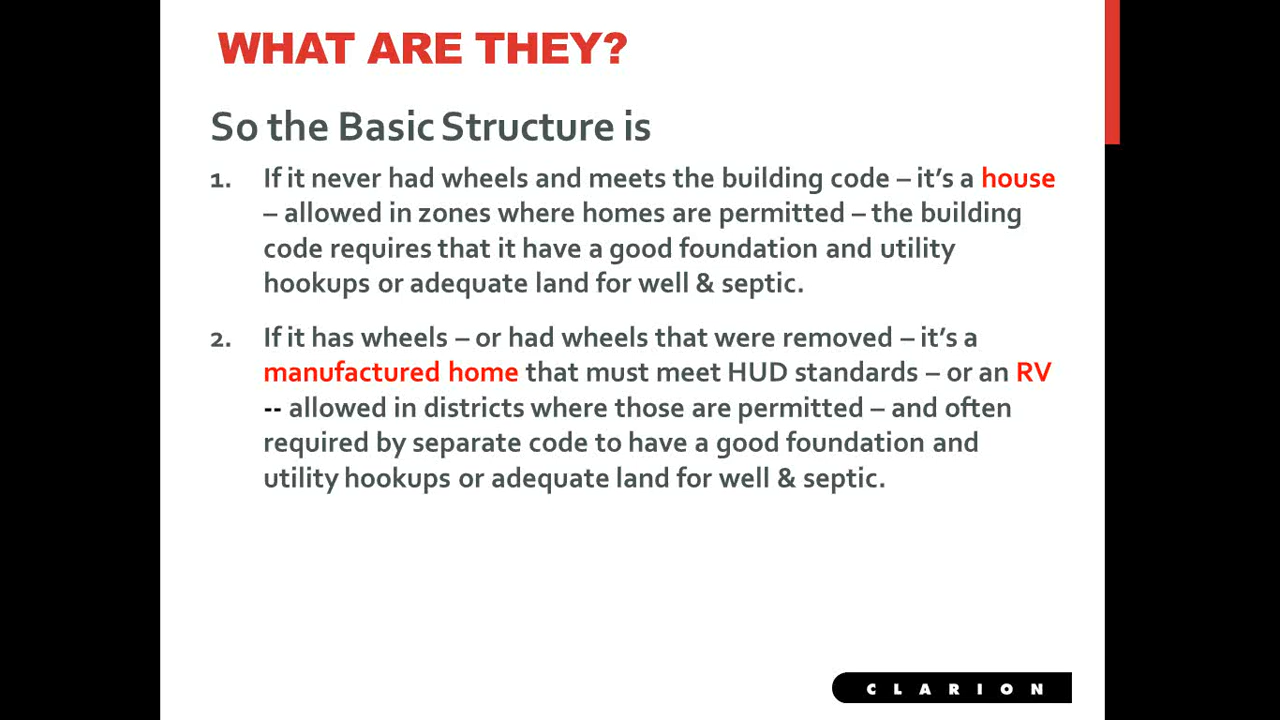 WHAT ARE THEY?
So the Basic Structure is
1. If it never had wheels and meets the building code – it's a house
– allowed in zones where homes are permitted – the building
code requires that it have a good foundation and utility
hookups or adequate land for well & septic.
2. If it has wheels – or had wheels that were removed – it's a
manufactured home that must meet HUD standards – or an RV
-- allowed in districts where those are permitted – and often
required by separate code to have a good foundation and
utility hookups or adequate land for well & septic.
CLARION